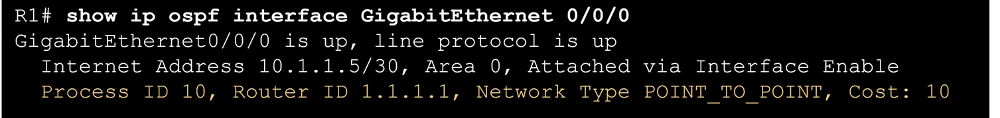 R1# show ip ospf interface GigabitEthernet 0/0/0
GigabitEthernet0/0/0 is up, line protocol is up
  Internet Address 10.1.1.5/30, Area 0, Attached via Interface Enable
  Process ID 10, Router ID 1.1.1.1, Network Type POINT_TO_POINT, Cost: 10